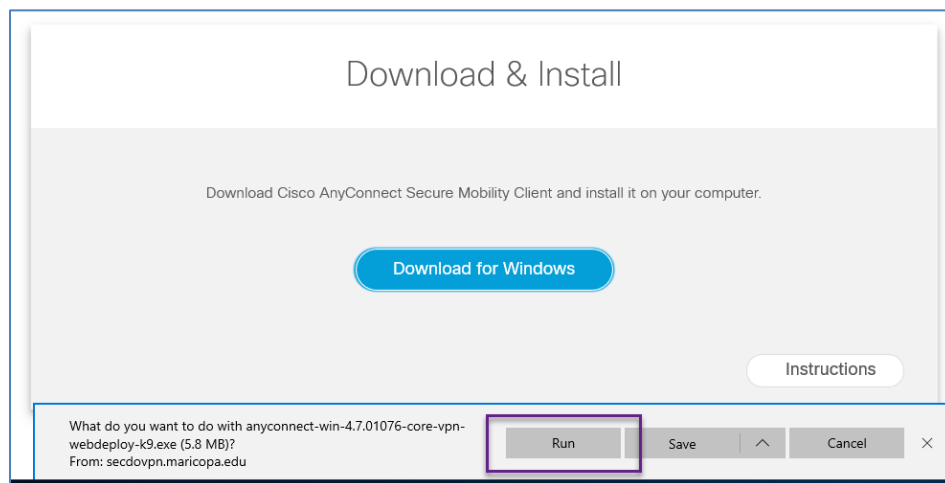 Download & Install
Download Cisco AnyConnect Secure Mobility Client and install it on your computer.
Download for Windows
Instructions
What do you want to do with anyconnect-win-4.7.01076-core-vpn-
webdeploy-k9.exe (5.8 MB)?
From: secdovpn.maricopa.edu
Run
Save
Cancel